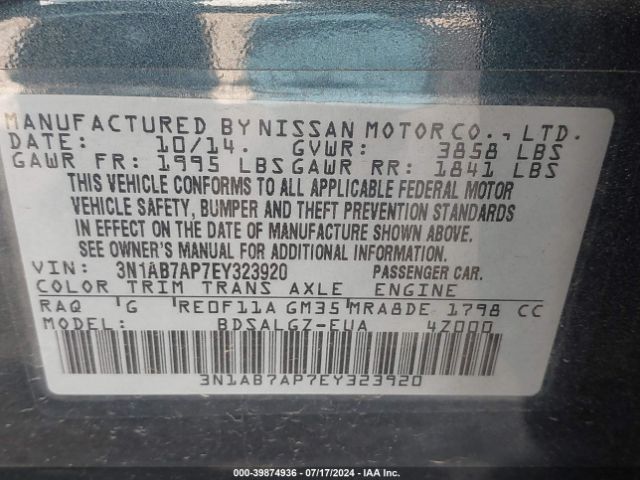 MANUFACTURED BY NISSAN MOTOR CO., LTD.
DATE: 10/14. GVWR: 3858 LBS
GAWR FR: 1995 LBS GAWR RR: 1841 LBS
THIS VEHICLE CONFORMS TO ALL APPLICABLE FEDERAL MOTOR
VEHICLE SAFETY, BUMPER AND THEFT PREVENTION STANDARDS
IN EFFECT ON THE DATE OF MANUFACTURE SHOWN ABOVE.
SEE OWNER'S MANUAL FOR ADDITIONAL INFORMATION.
VIN: 3N1AB7AP7EY323920 PASSENGER CAR.
COLOR TRIM TRANS AXLE ENGINE
RAQ G RE0F11A GM35 MRA8DE 1798 CC
MODEL: BDSALGZ-EUA 4Z000
3N1AB7AP7EY323920
000-39874936 - 07/17/2024 - IAA Inc.